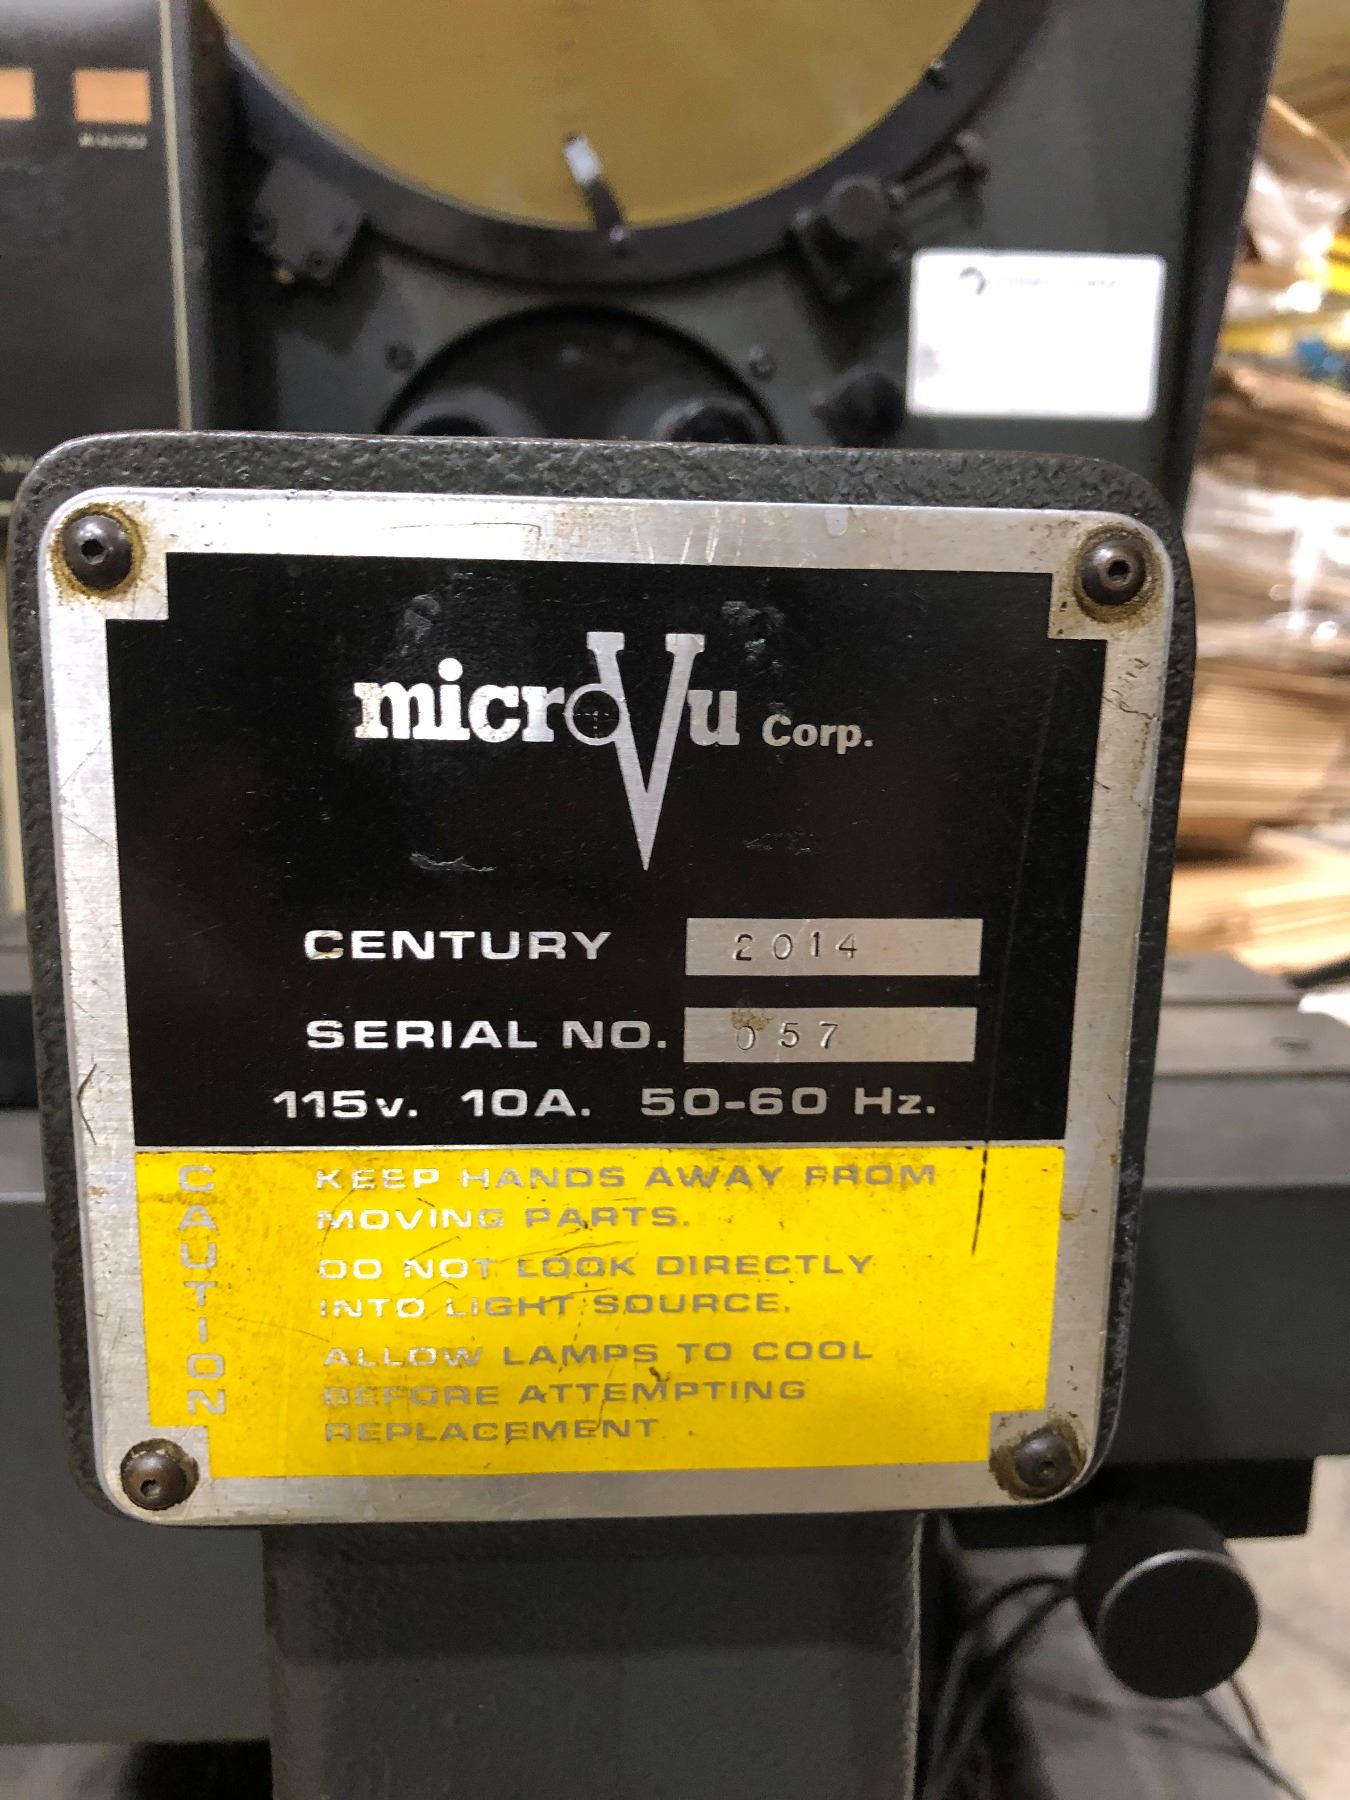 microVu Corp.
CENTURY 2014
SERIAL NO. 057
115v. 10A. 50-60 Hz.
CAUTION
KEEP HANDS AWAY FROM
MOVING PARTS.
DO NOT LOOK DIRECTLY
INTO LIGHT SOURCE.
ALLOW LAMPS TO COOL
BEFORE ATTEMPTING
REPLACEMENT.